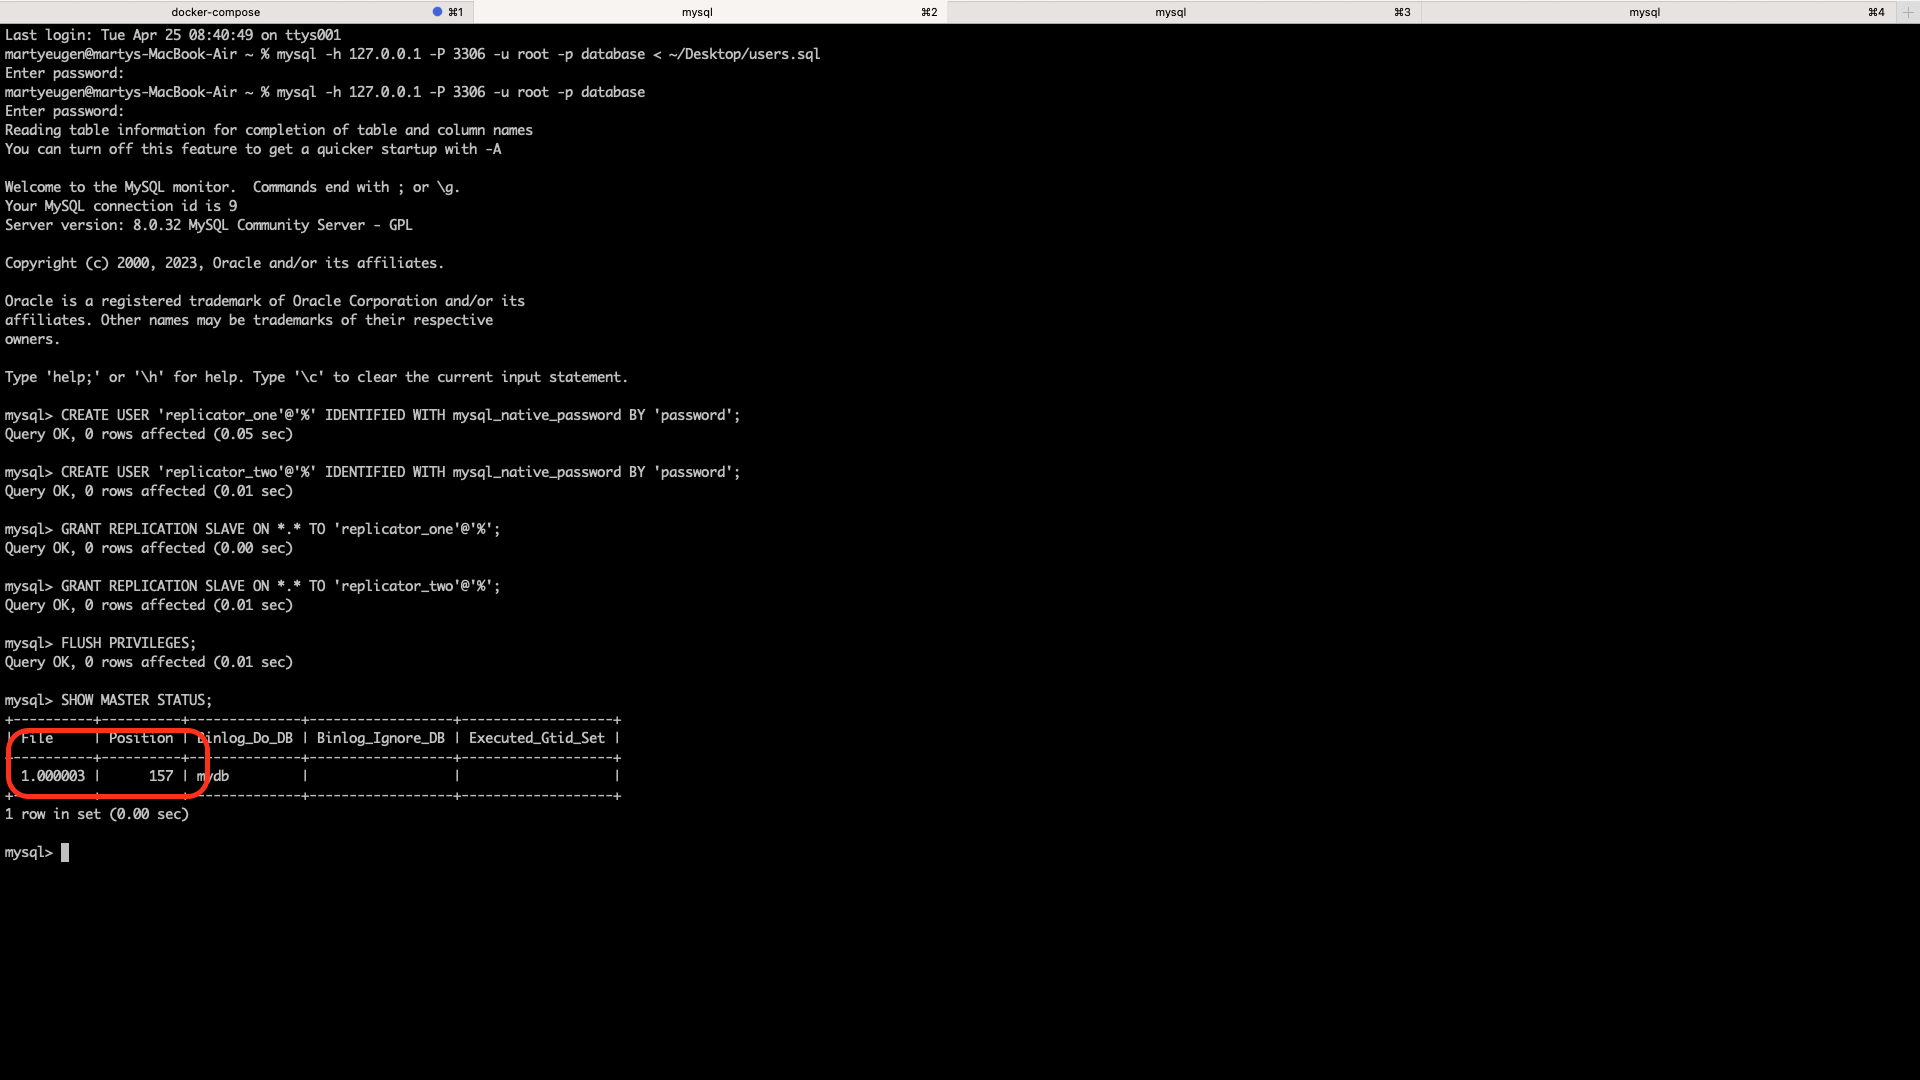 docker-compose ⌘1 mysql ⌘2 mysql ⌘3 mysql ⌘4
Last login: Tue Apr 25 08:40:49 on ttys001
martyeugen@martys-MacBook-Air ~ % mysql -h 127.0.0.1 -P 3306 -u root -p database < ~/Desktop/users.sql
Enter password:
martyeugen@martys-MacBook-Air ~ % mysql -h 127.0.0.1 -P 3306 -u root -p database
Enter password:
Reading table information for completion of table and column names
You can turn off this feature to get a quicker startup with -A
Welcome to the MySQL monitor.  Commands end with ; or \g.
Your MySQL connection id is 9
Server version: 8.0.32 MySQL Community Server - GPL
Copyright (c) 2000, 2023, Oracle and/or its affiliates.
Oracle is a registered trademark of Oracle Corporation and/or its
affiliates. Other names may be trademarks of their respective
owners.
Type 'help;' or '\h' for help. Type '\c' to clear the current input statement.
mysql> CREATE USER 'replicator_one'@'%' IDENTIFIED WITH mysql_native_password BY 'password';
Query OK, 0 rows affected (0.05 sec)
mysql> CREATE USER 'replicator_two'@'%' IDENTIFIED WITH mysql_native_password BY 'password';
Query OK, 0 rows affected (0.01 sec)
mysql> GRANT REPLICATION SLAVE ON *.* TO 'replicator_one'@'%';
Query OK, 0 rows affected (0.00 sec)
mysql> GRANT REPLICATION SLAVE ON *.* TO 'replicator_two'@'%';
Query OK, 0 rows affected (0.01 sec)
mysql> FLUSH PRIVILEGES;
Query OK, 0 rows affected (0.01 sec)
mysql> SHOW MASTER STATUS;
+----------+----------+--------------+------------------+-------------------+
| File     | Position | Binlog_Do_DB | Binlog_Ignore_DB | Executed_Gtid_Set |
+----------+----------+--------------+------------------+-------------------+
| 1.000003 |      157 | mydb         |                  |                   |
+----------+----------+--------------+------------------+-------------------+
1 row in set (0.00 sec)
mysql>